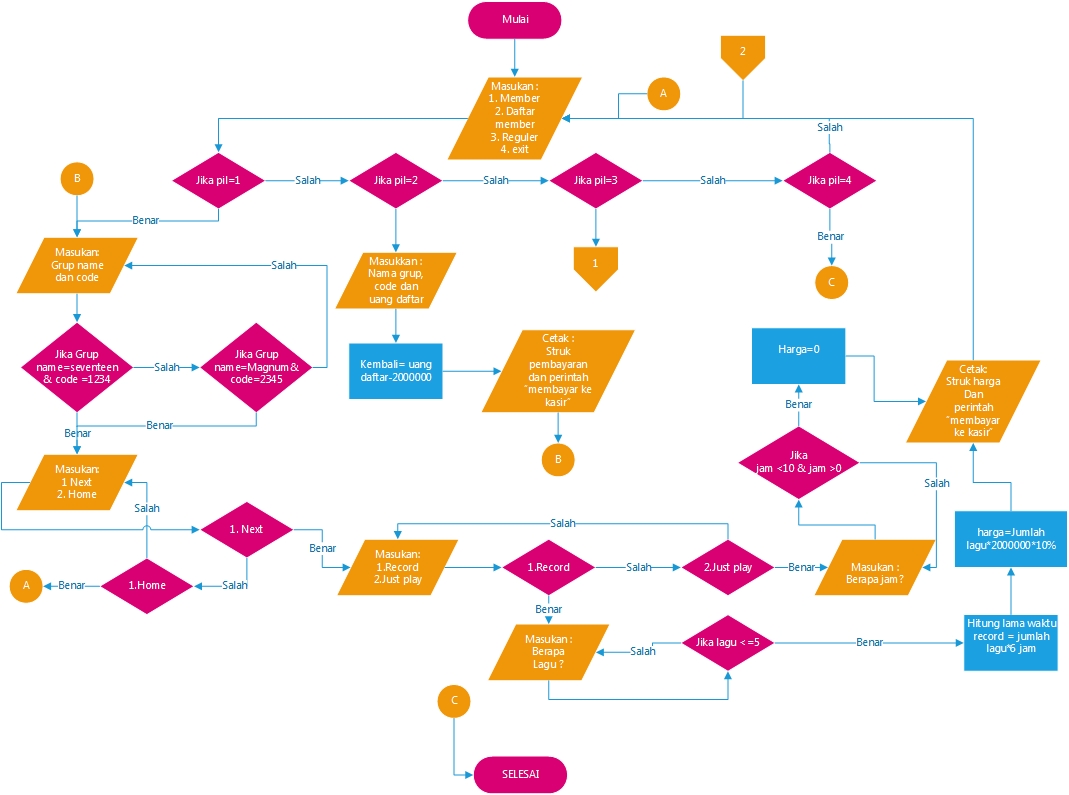 Mulai
2
A
Masukan :
1. Member
2. Daftar
member
3. Reguler
4. exit
Salah
B
Jika pil=1
Salah
Jika pil=2
Salah
Jika pil=3
Salah
Jika pil=4
Benar
Benar
Masukan:
Grup name
dan code
Salah
Masukkan :
Nama grup,
code dan
uang daftar
1
C
Jika Grup
name=seventeen
& code =1234
Salah
Jika Grup
name=Magnum&
code=2345
Kembali= uang
daftar-2000000
Cetak :
Struk
pembayaran
dan perintah
"membayar ke
kasir"
Harga=0
Cetak:
Struk harga
Dan
perintah
"membayar
ke kasir"
Benar
Benar
Benar
B
Jika
jam <10 & jam >0
Salah
Masukan:
1 Next
2. Home
Salah
1. Next
Benar
Salah
Masukan:
1.Record
2.Just play
1.Record
Salah
2.Just play
Benar
Masukan :
Berapa jam?
harga=Jumlah
lagu*2000000*10%
A
Benar
1.Home
Salah
Benar
Masukan :
Berapa
Lagu ?
Salah
Jika lagu <=5
Benar
Hitung lama waktu
record = jumlah
lagu*6 jam
C
SELESAI